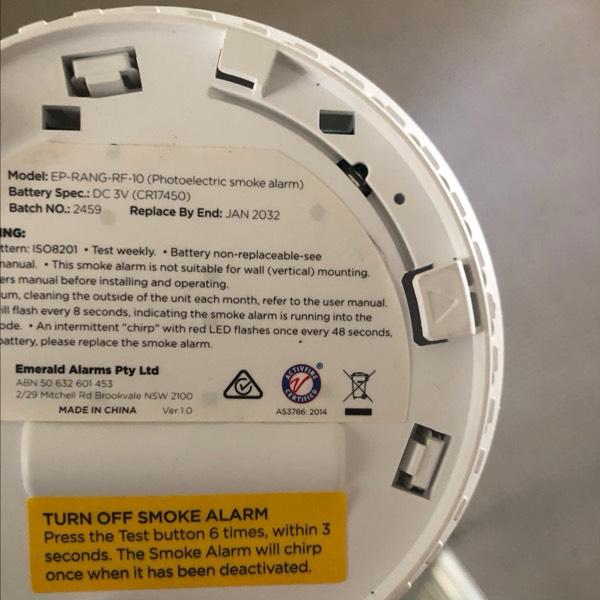 Model: EP-RANG-RF-10 (Photoelectric smoke alarm)
Battery Spec.: DC 3V (CR17450)
Batch NO.: 2459 Replace By End: JAN 2032
NG:
ttern: ISO8201 • Test weekly. • Battery non-replaceable-see
manual. • This smoke alarm is not suitable for wall (vertical) mounting.
ers manual before installing and operating.
um, cleaning the outside of the unit each month, refer to the user manual.
ill flash every 8 seconds, indicating the smoke alarm is running into the
ode. • An intermittent "chirp" with red LED flashes once every 48 seconds,
battery, please replace the smoke alarm.
Emerald Alarms Pty Ltd
ABN 50 632 601 453
2/29 Mitchell Rd Brookvale NSW 2100
MADE IN CHINA Ver:1.0
ACTIVFIRE
CERTIFIED
®
AS3786: 2014
TURN OFF SMOKE ALARM
Press the Test button 6 times, within 3
seconds. The Smoke Alarm will chirp
once when it has been deactivated.